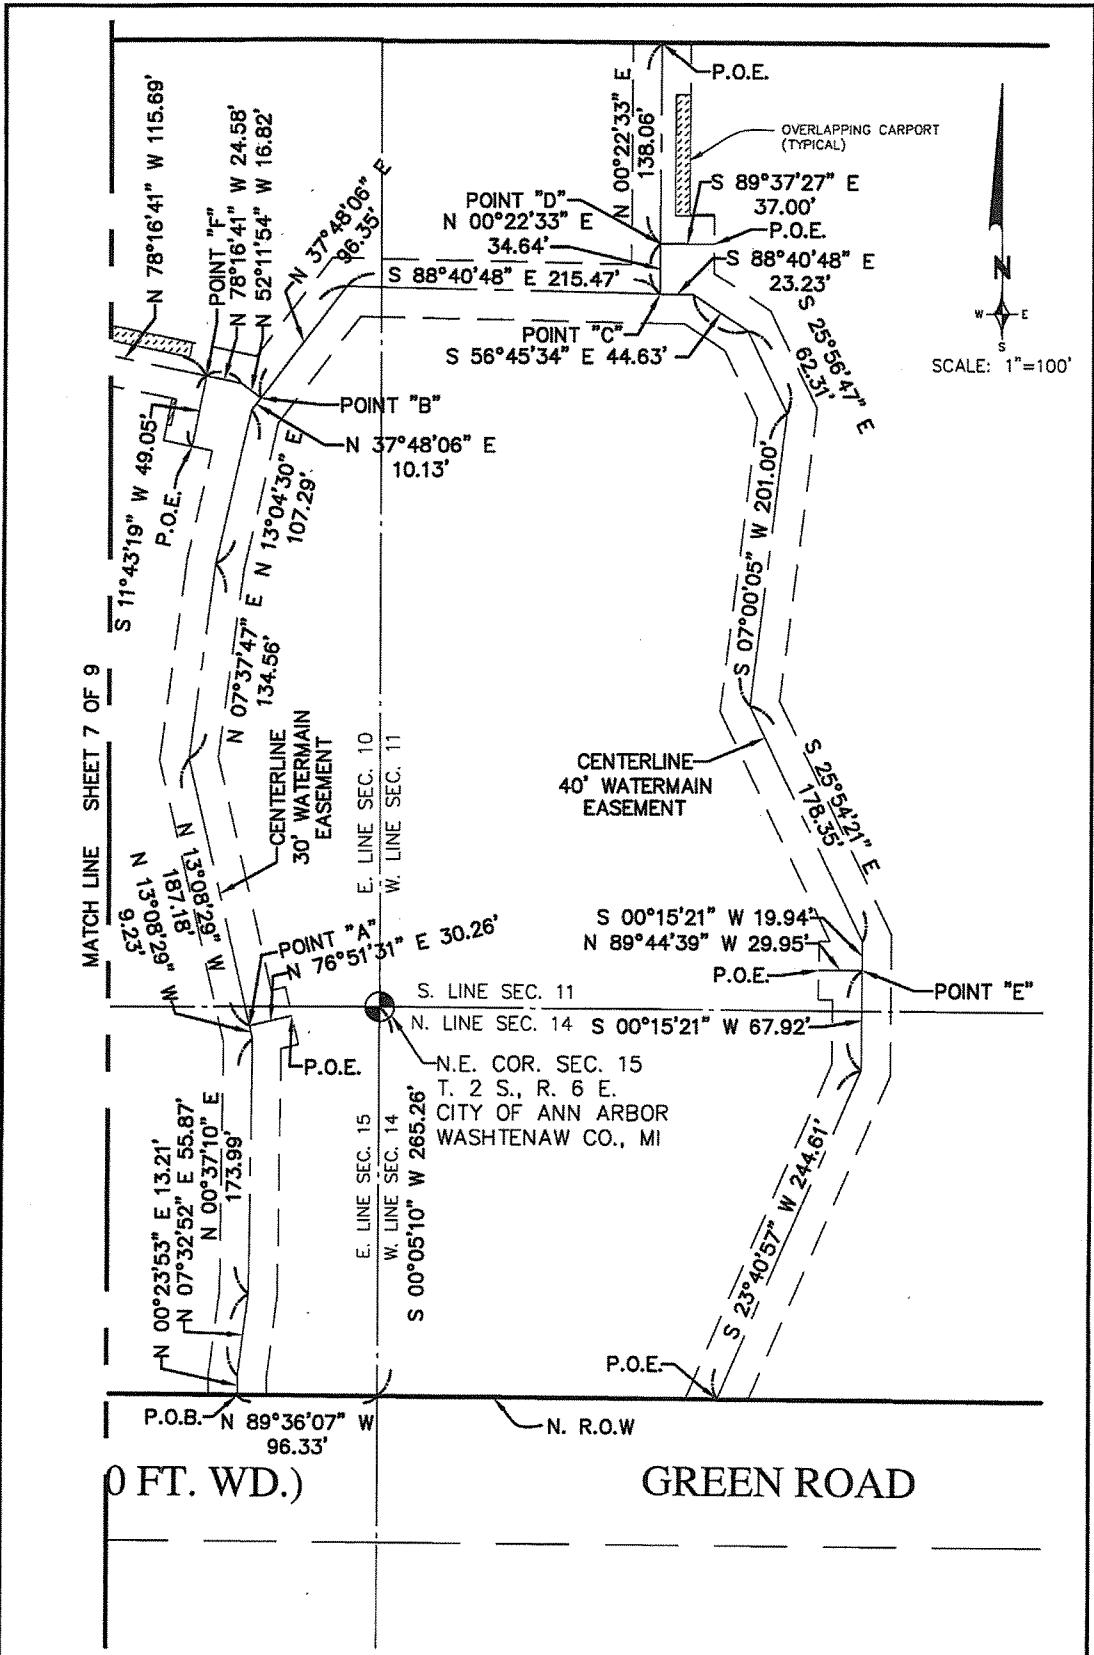 P.O.E.
OVERLAPPING CARPORT
(TYPICAL)
N 00°22'33" E
138.06'
S 89°37'27" E
37.00'
P.O.E.
POINT "D"
N 00°22'33" E
34.64'
S 88°40'48" E
23.23'
N 78°16'41" W 115.69'
POINT "F"
N 78°16'41" W 24.58'
N 52°11'54" W 16.82'
N 37°48'06" E
96.35'
S 88°40'48" E 215.47'
POINT "C"
S 56°45'34" E 44.63'
S 25°56'47" E
62.31'
N
W
E
S
SCALE: 1"=100'
POINT "B"
N 37°48'06" E
10.13'
S 11°43'19" W 49.05'
P.O.E.
N 13°04'30" E
107.29'
S 07°00'05" W 201.00'
N 07°37'47" E
134.56'
MATCH LINE SHEET 7 OF 9
CENTERLINE
30' WATERMAIN
EASEMENT
E. LINE SEC. 10
W. LINE SEC. 11
CENTERLINE
40' WATERMAIN
EASEMENT
S 25°54'21" E
178.35'
N 13°08'29" W
187.18'
N 13°08'29" W
9.23'
POINT "A"
N 76°51'31" E 30.26'
S 00°15'21" W 19.94'
N 89°44'39" W 29.95'
P.O.E.
POINT "E"
S. LINE SEC. 11
N. LINE SEC. 14
S 00°15'21" W 67.92'
P.O.E.
N.E. COR. SEC. 15
T. 2 S., R. 6 E.
CITY OF ANN ARBOR
WASHTENAW CO., MI
N 00°23'53" E 13.21'
N 07°32'52" E 55.87'
N 00°37'10" E
173.99'
E. LINE SEC. 15
W. LINE SEC. 14
S 00°05'10" W 265.26'
S 23°40'57" W 244.61'
P.O.E.
P.O.B.
N 89°36'07" W
96.33'
N. R.O.W
0 FT. WD.)
GREEN ROAD